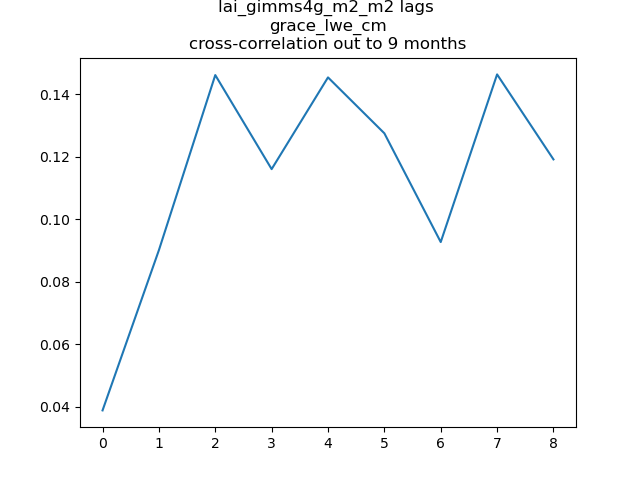 lai_gimms4g_m2_m2 lags
grace_lwe_cm
cross-correlation out to 9 months
0.14
0.12
0.10
0.08
0.06
0.04
0 1 2 3 4 5 6 7 8